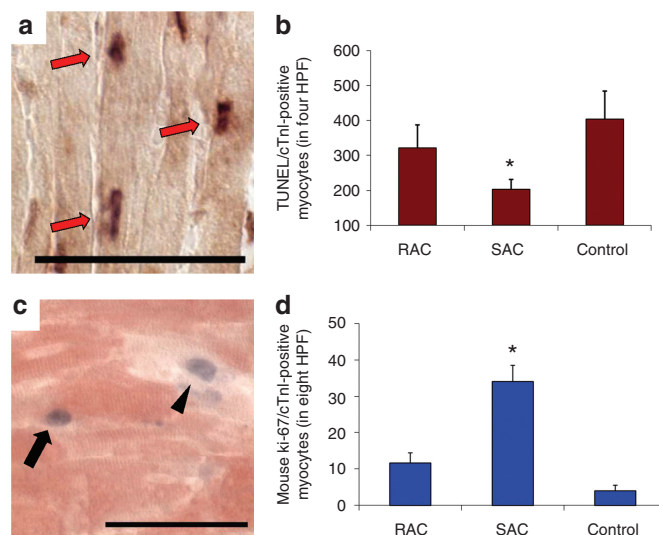 a
b
TUNEL/cTnI-positive
myocytes (in four HPF)
600
500
400
300
200
100
*
RAC
SAC
Control
c
d
Mouse ki-67/cTnI-positive
myocytes (in eight HPF)
50
40
30
20
10
0
*
RAC
SAC
Control